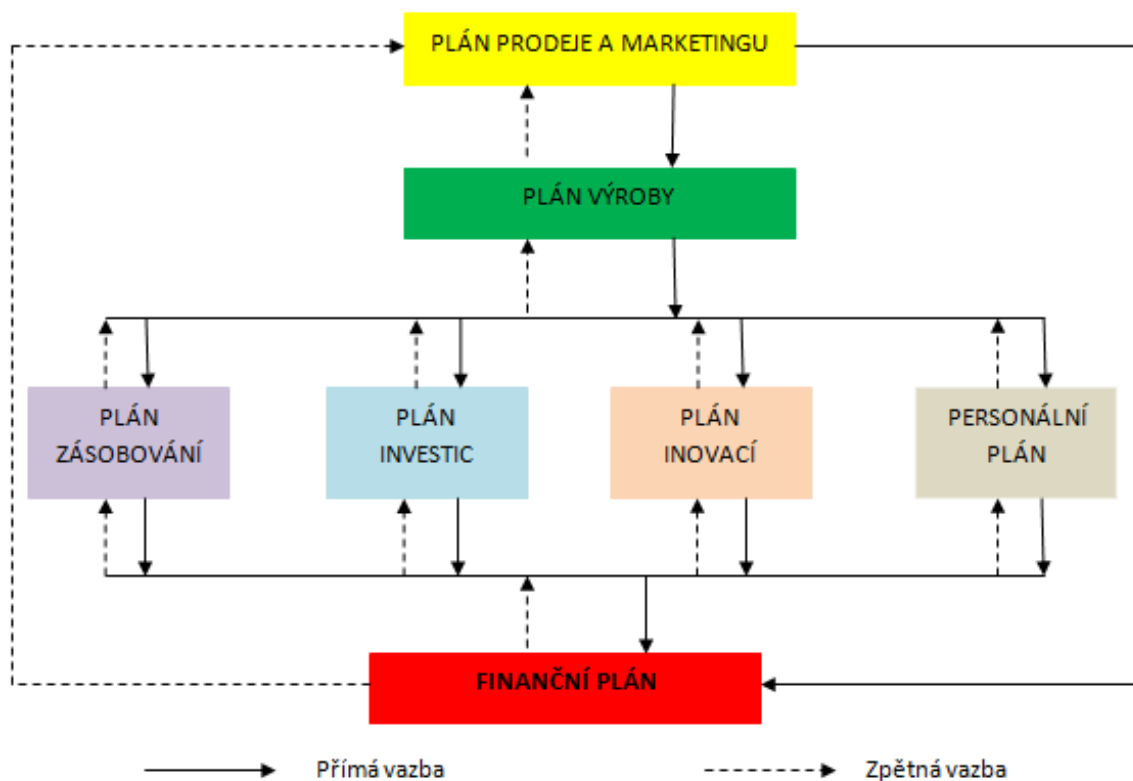 PLÁN PRODEJE A MARKETINGU
PLÁN VÝROBY
PLÁN
ZÁSOBOVÁNÍ
PLÁN
INVESTIC
PLÁN
INOVACÍ
PERSONÁLNÍ
PLÁN
FINANČNÍ PLÁN
Přímá vazba
Zpětná vazba